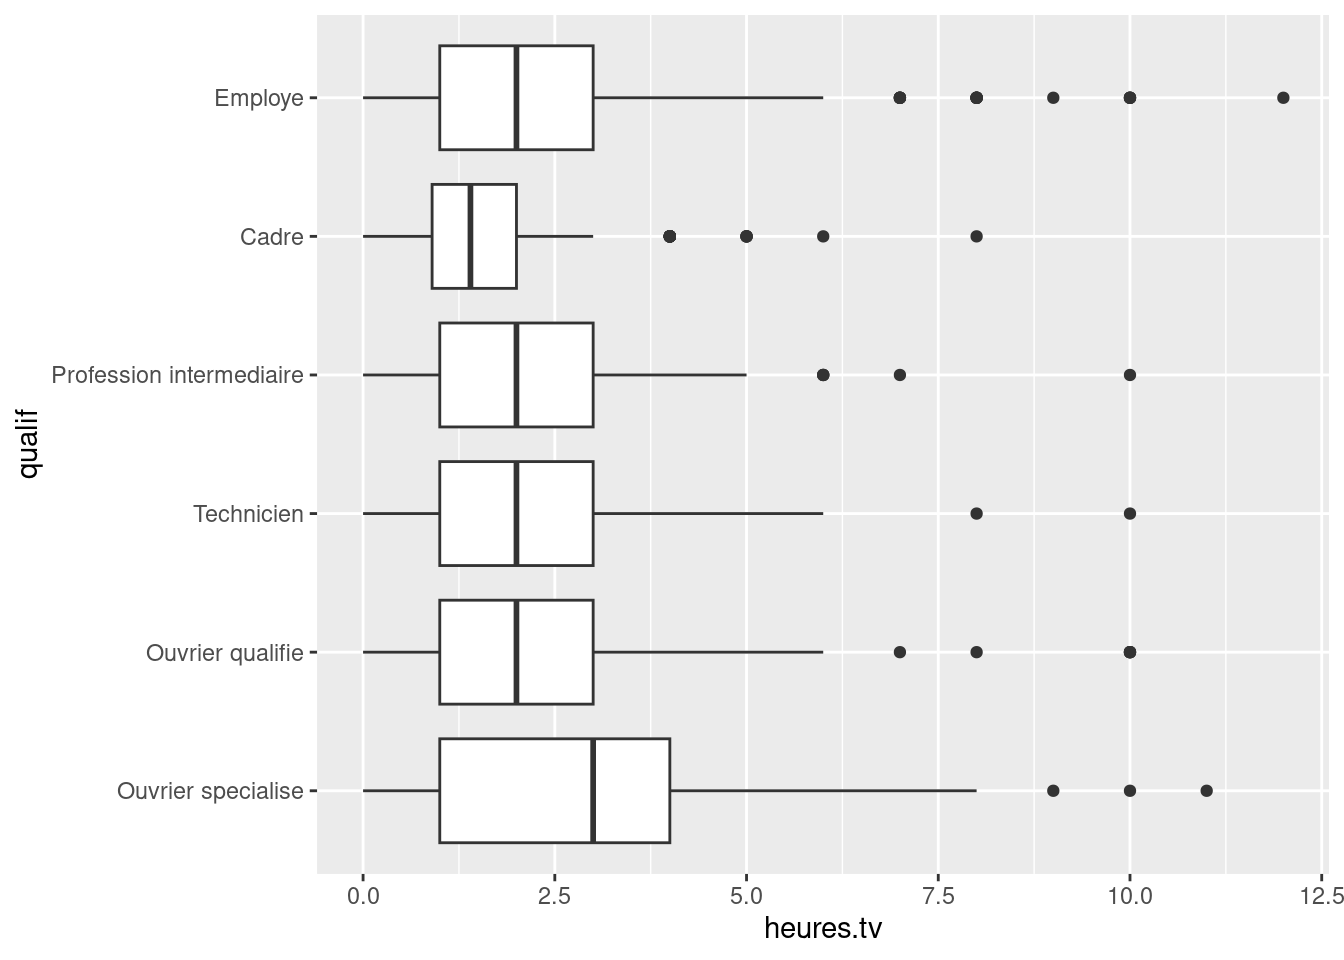 Employe
Cadre
Profession intermediaire
Technicien
Ouvrier qualifie
Ouvrier specialise
qualif
0.0 2.5 5.0 7.5 10.0 12.5
heures.tv